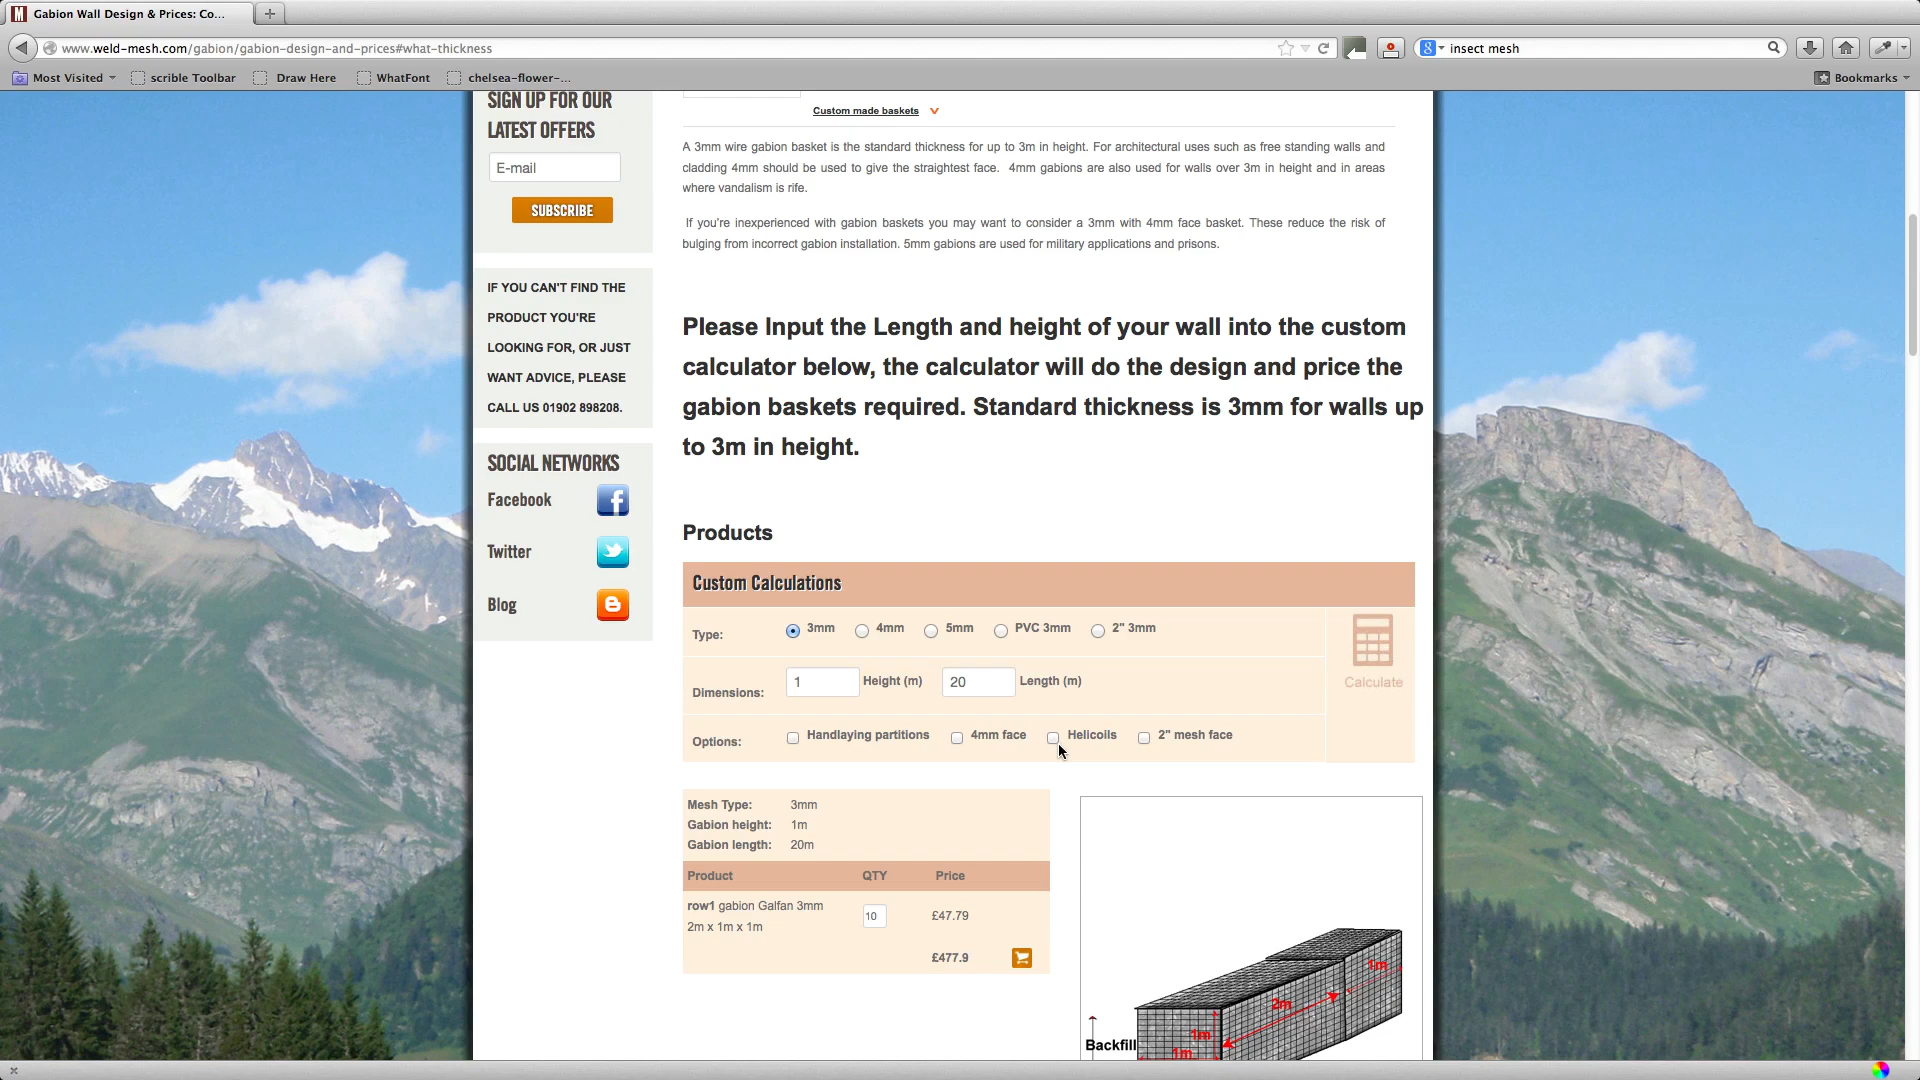 Gabion Wall Design & Prices: Co...
www.weld-mesh.com/gabion/gabion-design-and-prices#what-thickness
insect mesh
Most Visited
scrible Toolbar
Draw Here
WhatFont
chelsea-flower-...
Bookmarks
SIGN UP FOR OUR
LATEST OFFERS
E-mail
SUBSCRIBE
IF YOU CAN'T FIND THE
PRODUCT YOU'RE
LOOKING FOR, OR JUST
WANT ADVICE, PLEASE
CALL US 01902 898208.
SOCIAL NETWORKS
Facebook
Twitter
Blog
Custom made baskets
A 3mm wire gabion basket is the standard thickness for up to 3m in height. For architectural uses such as free standing walls and
cladding 4mm should be used to give the straightest face. 4mm gabions are also used for walls over 3m in height and in areas
where vandalism is rife.
If you're inexperienced with gabion baskets you may want to consider a 3mm with 4mm face basket. These reduce the risk of
bulging from incorrect gabion installation. 5mm gabions are used for military applications and prisons.
Please Input the Length and height of your wall into the custom
calculator below, the calculator will do the design and price the
gabion baskets required. Standard thickness is 3mm for walls up
to 3m in height.
Products
Custom Calculations
Type: 3mm 4mm 5mm PVC 3mm 2" 3mm
Dimensions: 1 Height (m) 20 Length (m)
Calculate
Options: Handlaying partitions 4mm face Helicoils 2" mesh face
Mesh Type: 3mm
Gabion height: 1m
Gabion length: 20m
Product QTY Price
row1 gabion Galfan 3mm
2m x 1m x 1m
10 £47.79
£477.9
1m
2m
1m
Backfill
1m